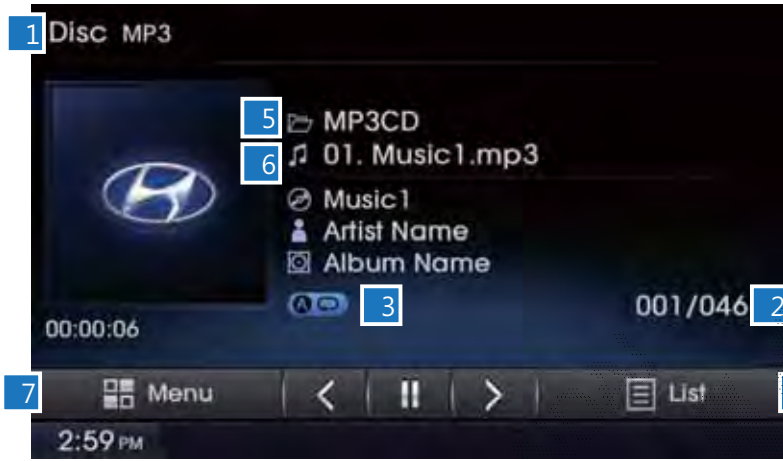 1 Disc MP3
5 MP3CD
6 01. Music1.mp3
Music1
Artist Name
Album Name
A 3
001/046 2
00:00:06
7 Menu List
2:59 PM